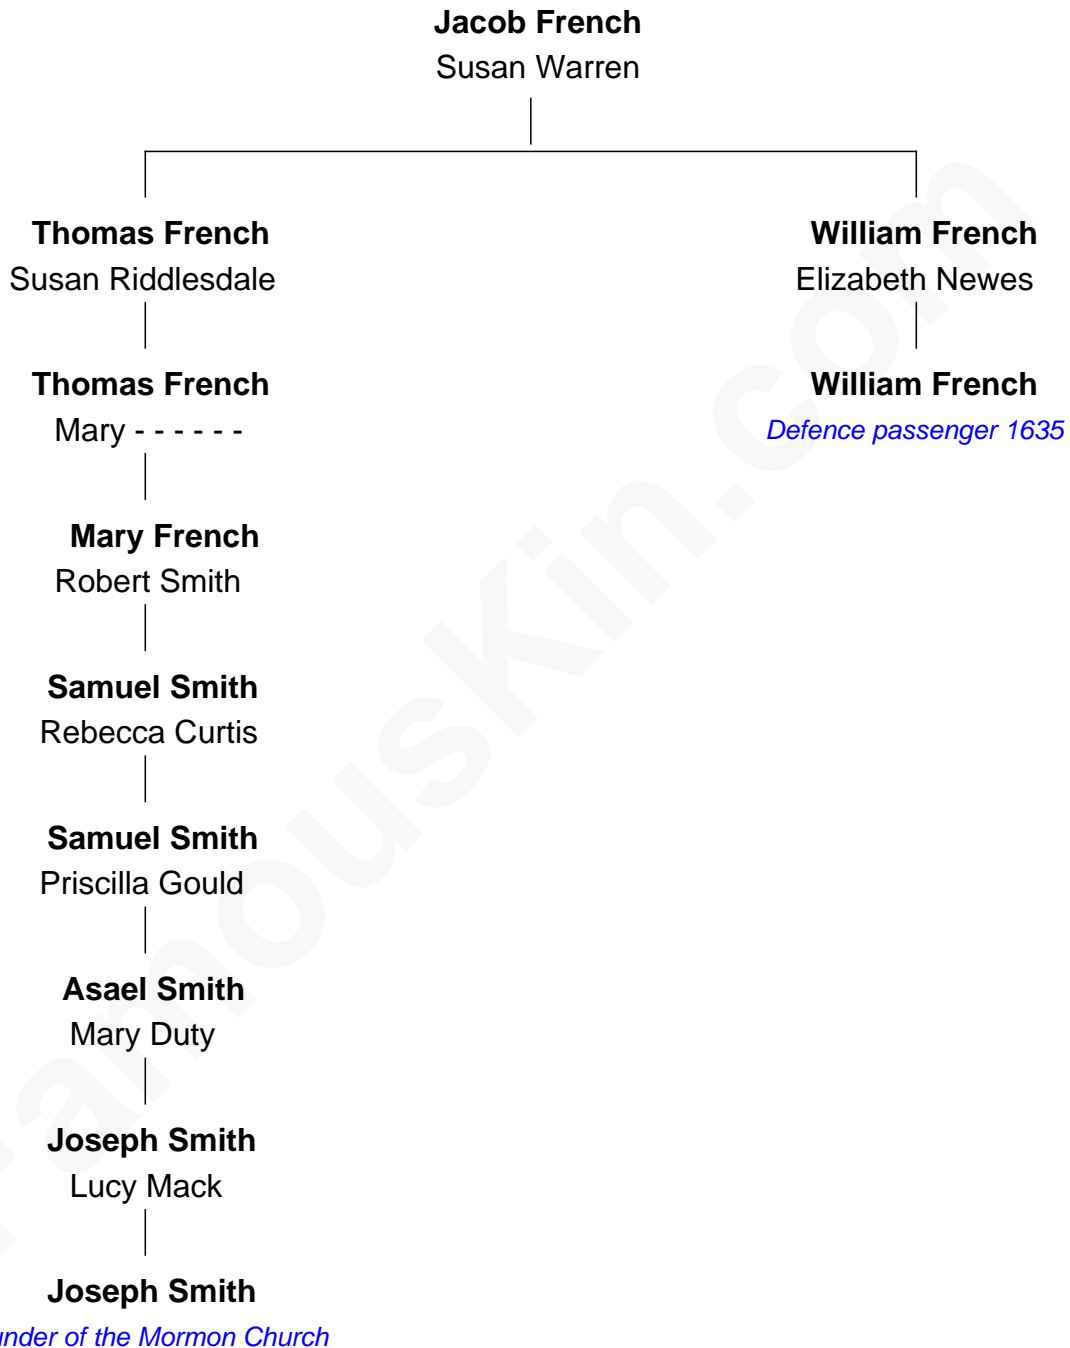 Jacob French
Susan Warren
Thomas French
Susan Riddlesdale
William French
Elizabeth Newes
Thomas French
Mary - - - - - -
William French
Defence passenger 1635
Mary French
Robert Smith
Samuel Smith
Rebecca Curtis
Samuel Smith
Priscilla Gould
Asael Smith
Mary Duty
Joseph Smith
Lucy Mack
Joseph Smith
under of the Mormon Church
FamousKin.com